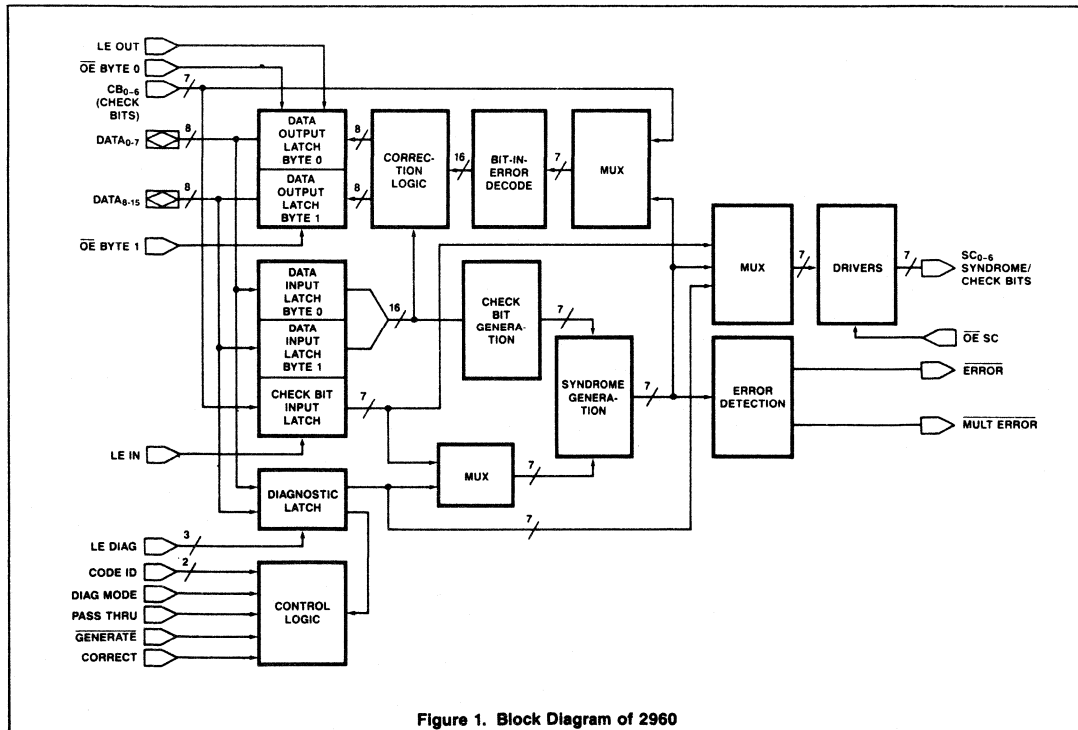 LE OUT
OE BYTE 0
CB0-6
(CHECK
BITS)
7
DATA0-7
8
DATA8-15
8
OE BYTE 1
DATA
OUTPUT
LATCH
BYTE 0
DATA
OUTPUT
LATCH
BYTE 1
8
8
CORREC-
TION
LOGIC
16
BIT-IN-
ERROR
DECODE
7
MUX
DATA
INPUT
LATCH
BYTE 0
DATA
INPUT
LATCH
BYTE 1
CHECK BIT
INPUT
LATCH
16
7
CHECK
BIT
GENERA-
TION
7
SYNDROME
GENERA-
TION
7
MUX
7
DRIVERS
7
SC0-6
SYNDROME/
CHECK BITS
OE SC
ERROR
DETECTION
ERROR
MULT ERROR
LE IN
MUX
7
DIAGNOSTIC
LATCH
7
LE DIAG
3
CODE ID
2
DIAG MODE
PASS THRU
GENERATE
CORRECT
CONTROL
LOGIC
Figure 1. Block Diagram of 2960